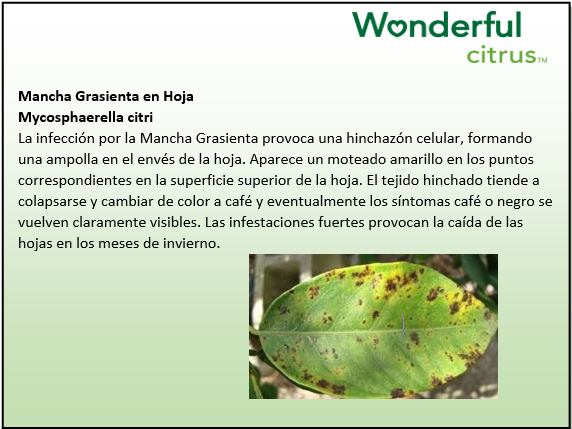 Wonderful
citrus™
Mancha Grasienta en Hoja
Mycosphaerella citri
La infección por la Mancha Grasienta provoca una hinchazón celular, formando
una ampolla en el envés de la hoja. Aparece un moteado amarillo en los puntos
correspondientes en la superficie superior de la hoja. El tejido hinchado tiende a
colapsarse y cambiar de color a café y eventualmente los síntomas café o negro se
vuelven claramente visibles. Las infestaciones fuertes provocan la caída de las
hojas en los meses de invierno.